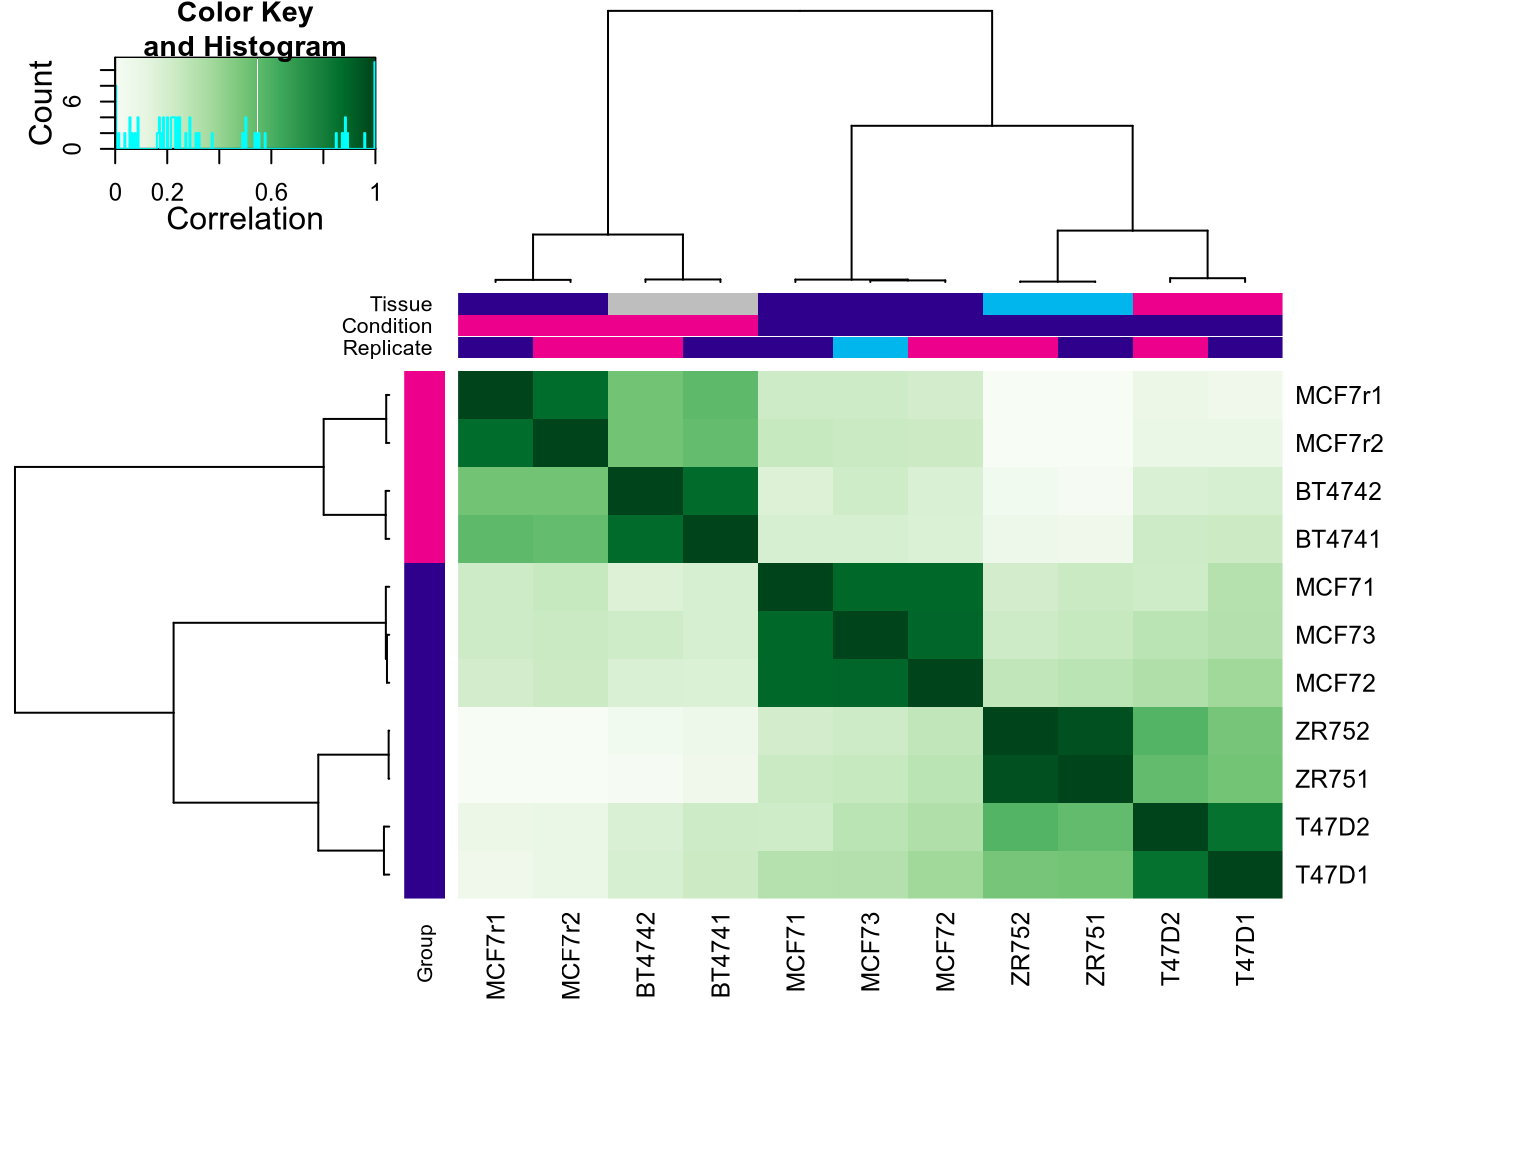 Color Key
and Histogram
Count
0 6
0 0.2 0.6 1
Correlation
Tissue
Condition
Replicate
MCF7r1
MCF7r2
BT4742
BT4741
MCF71
MCF73
MCF72
ZR752
ZR751
T47D2
T47D1
Group
MCF7r1 MCF7r2 BT4742 BT4741 MCF71 MCF73 MCF72 ZR752 ZR751 T47D2 T47D1